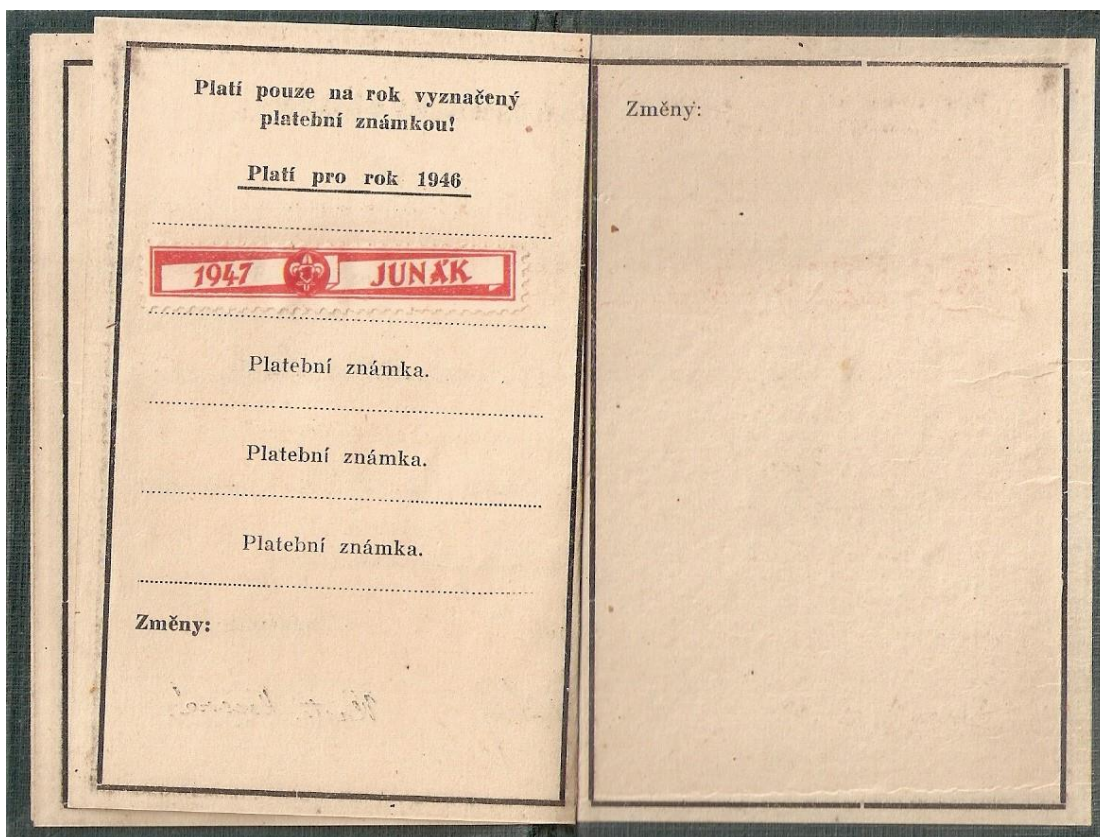 Platí pouze na rok vyznačený
platební známkou!
Platí pro rok 1946
1947 JUNÁK
Platební známka.
Platební známka.
Platební známka.
Změny:
Změny: